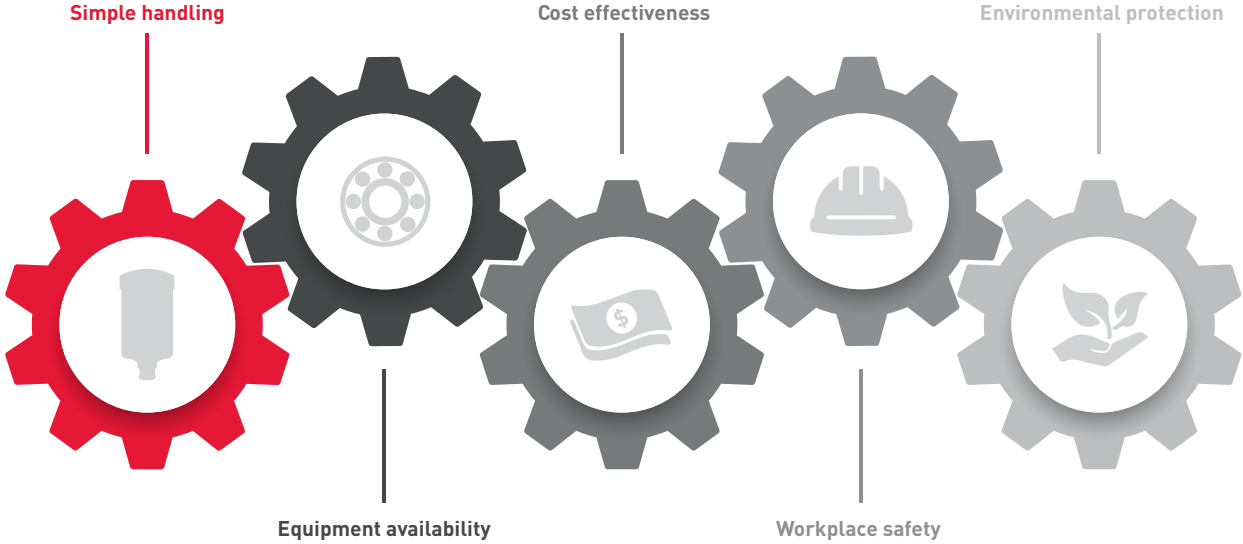 Simple handling
Cost effectiveness
Environmental protection
$
Equipment availability
Workplace safety